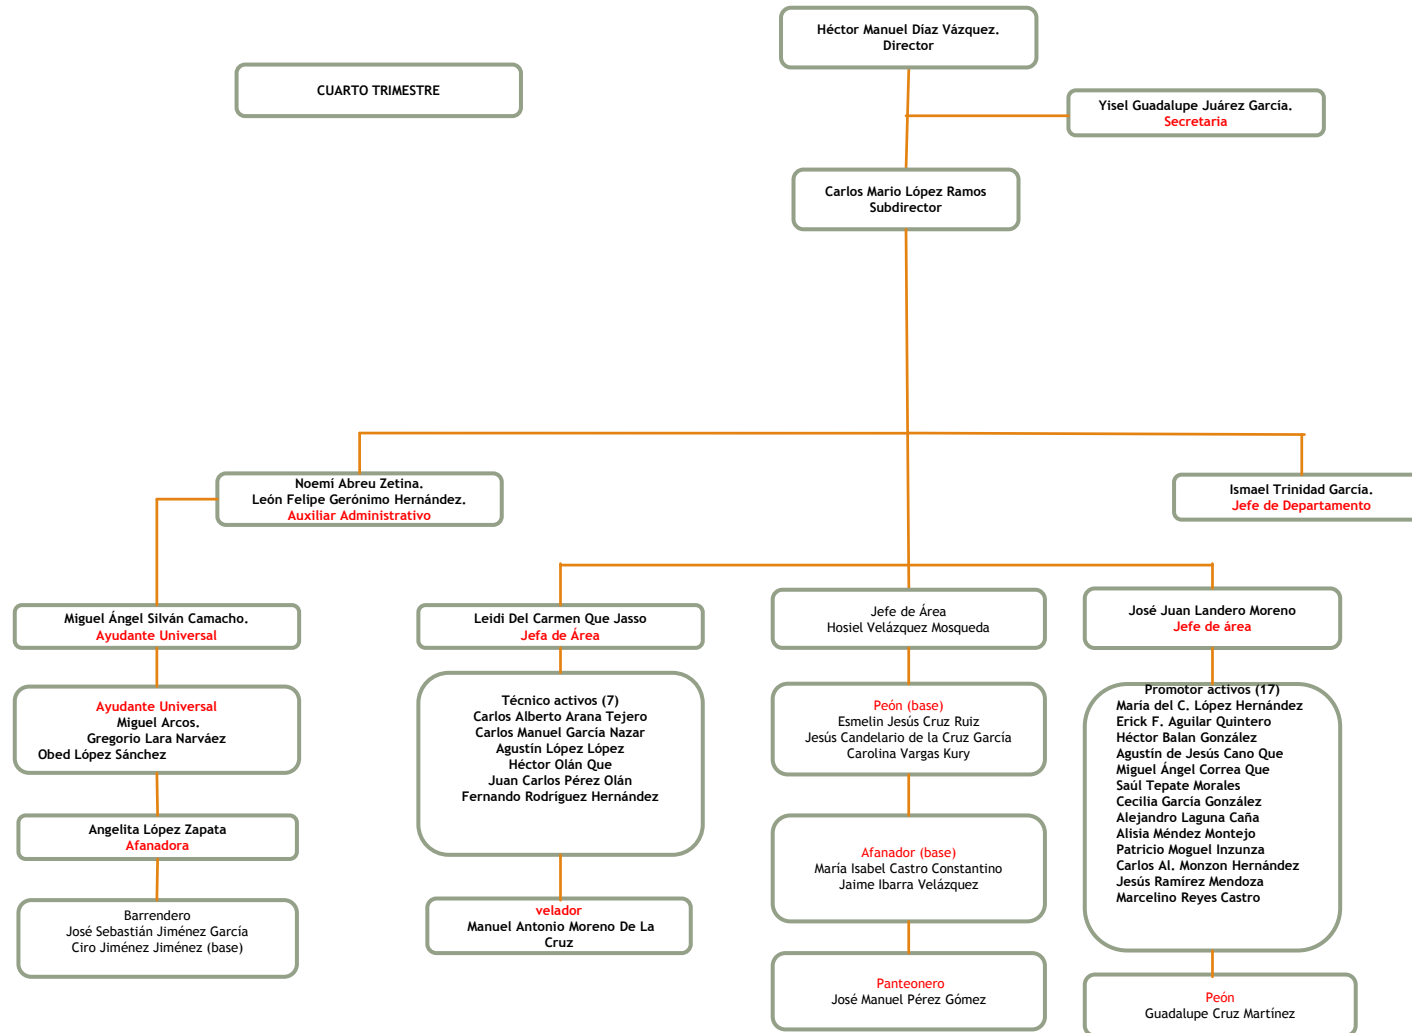 Héctor Manuel Díaz Vázquez.
Director
CUARTO TRIMESTRE
Yisel Guadalupe Juárez García.
Secretaria
Carlos Mario López Ramos
Subdirector
Noemí Abreu Zetina.
León Felipe Gerónimo Hernández.
Auxiliar Administrativo
Ismael Trinidad García.
Jefe de Departamento
Miguel Ángel Silván Camacho.
Ayudante Universal
Ayudante Universal
Miguel Arcos.
Gregorio Lara Narváez
Obed López Sánchez
Angelita López Zapata
Afanadora
Barrendero
José Sebastián Jiménez García
Ciro Jiménez Jiménez (base)
Leidi Del Carmen Que Jasso
Jefa de Área
Técnico activos (7)
Carlos Alberto Arana Tejero
Carlos Manuel García Nazar
Agustín López López
Héctor Olán Que
Juan Carlos Pérez Olán
Fernando Rodríguez Hernández
velador
Manuel Antonio Moreno De La
Cruz
Jefe de Área
Hosiel Velázquez Mosqueda
Peón (base)
Esmelin Jesús Cruz Ruiz
Jesús Candelario de la Cruz García
Carolina Vargas Kury
Afanador (base)
María Isabel Castro Constantino
Jaime Ibarra Velázquez
Panteonero
José Manuel Pérez Gómez
José Juan Landero Moreno
Jefe de área
Promotor activos (17)
María del C. López Hernández
Erick F. Aguilar Quintero
Héctor Balan González
Agustín de Jesús Cano Que
Miguel Ángel Correa Que
Saúl Tepate Morales
Cecilia García González
Alejandro Laguna Caña
Alisia Méndez Montejo
Patricio Moguel Inzunza
Carlos Al. Monzon Hernández
Jesús Ramírez Mendoza
Marcelino Reyes Castro
Peón
Guadalupe Cruz Martínez